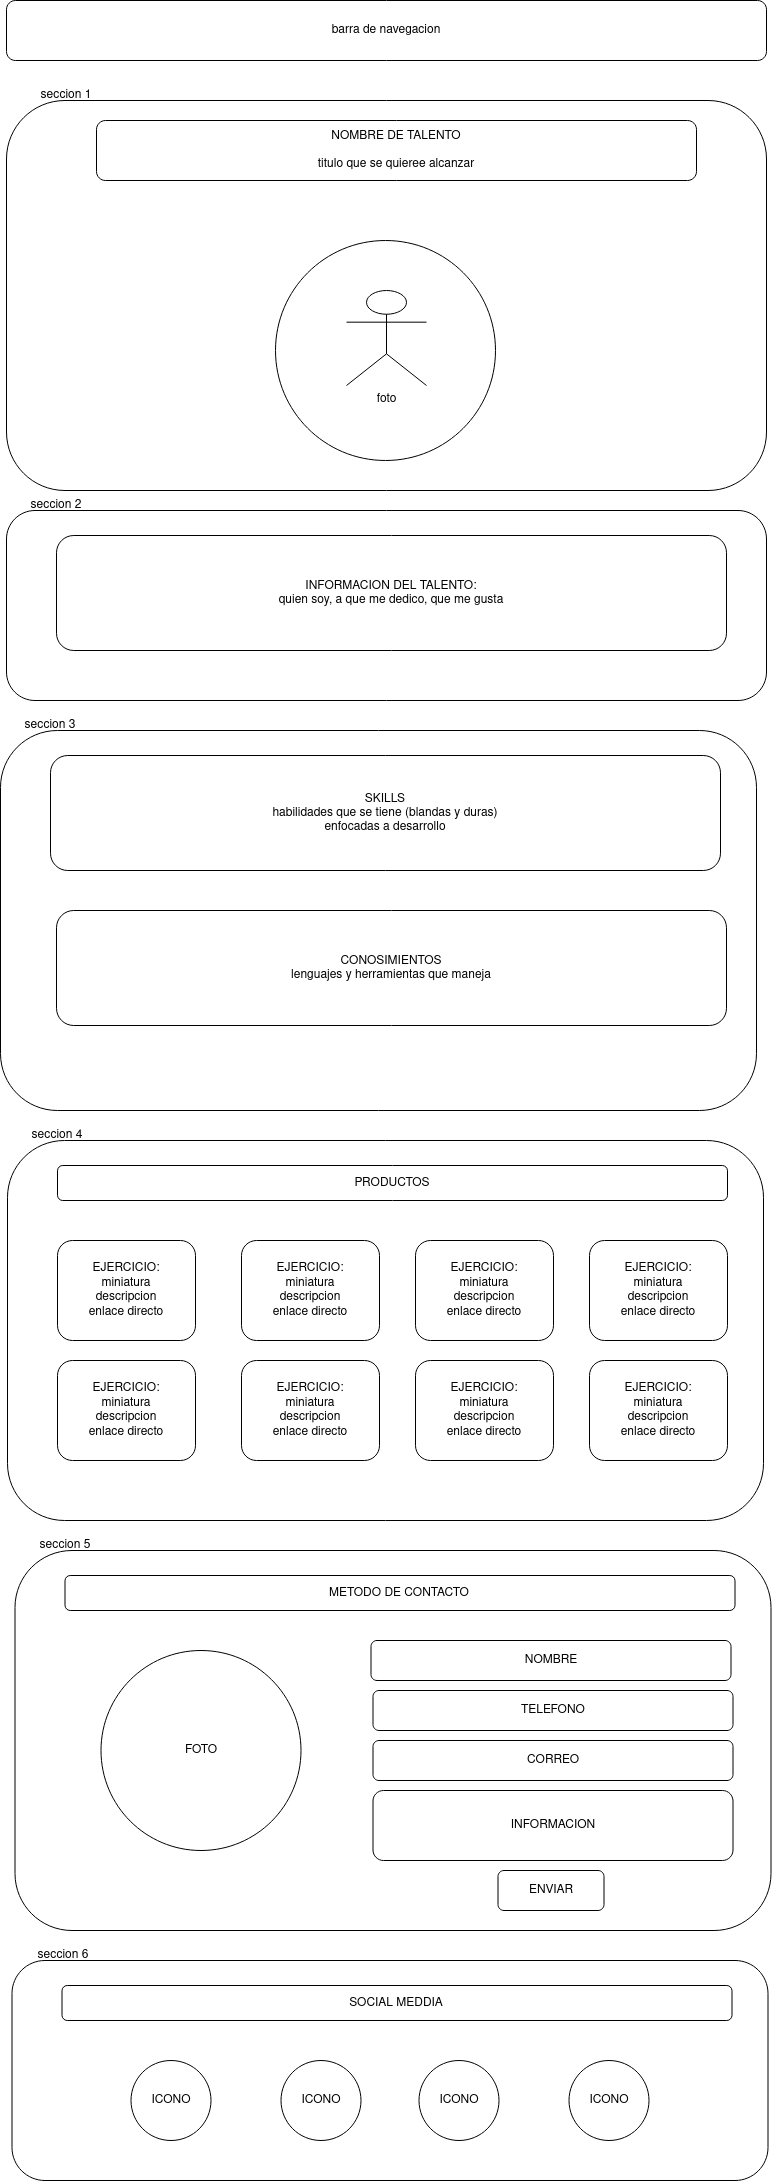 barra de navegacion
seccion 1
NOMBRE DE TALENTO
titulo que se quieree alcanzar
foto
seccion 2
INFORMACION DEL TALENTO:
quien soy, a que me dedico, que me gusta
seccion 3
SKILLS
habilidades que se tiene (blandas y duras)
enfocadas a desarrollo
CONOSIMIENTOS
lenguajes y herramientas que maneja
seccion 4
PRODUCTOS
EJERCICIO:
miniatura
descripcion
enlace directo
EJERCICIO:
miniatura
descripcion
enlace directo
EJERCICIO:
miniatura
descripcion
enlace directo
EJERCICIO:
miniatura
descripcion
enlace directo
EJERCICIO:
miniatura
descripcion
enlace directo
EJERCICIO:
miniatura
descripcion
enlace directo
EJERCICIO:
miniatura
descripcion
enlace directo
EJERCICIO:
miniatura
descripcion
enlace directo
seccion 5
METODO DE CONTACTO
FOTO
NOMBRE
TELEFONO
CORREO
INFORMACION
ENVIAR
seccion 6
SOCIAL MEDDIA
ICONO
ICONO
ICONO
ICONO